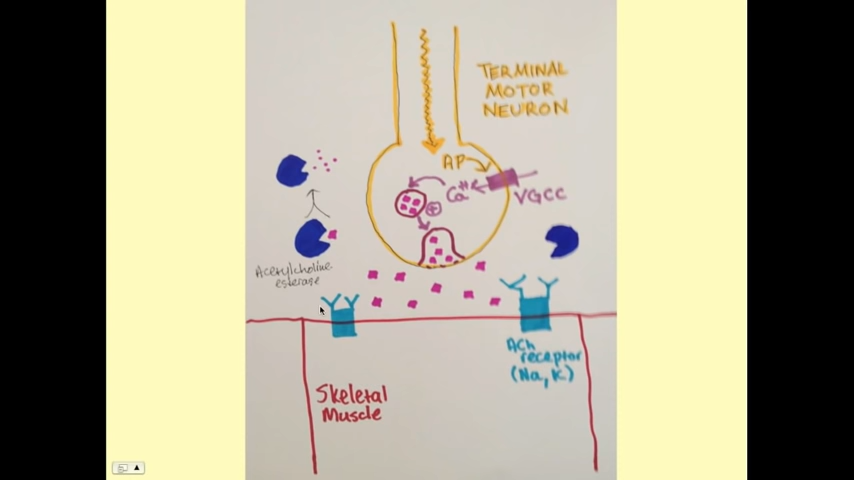 TERMINAL
MOTOR
NEURON
AP
Ca++
VGCC
+
Acetylcholine
esterase
ACh
receptor
(Na, K)
Skeletal
Muscle